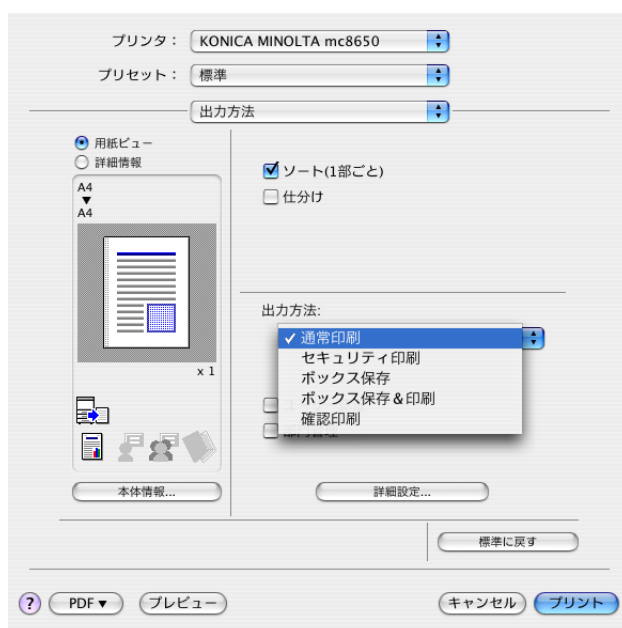 プリンタ： KONICA MINOLTA mc8650
プリセット： 標準
出力方法
用紙ビュー
詳細情報
A4
▼
A4
x 1
本体情報...
ソート(1部ごと)
仕分け
出力方法:
✓ 通常印刷
セキュリティ印刷
ボックス保存
ボックス保存＆印刷
確認印刷
詳細設定...
標準に戻す
? PDF▼ プレビュー キャンセル プリント